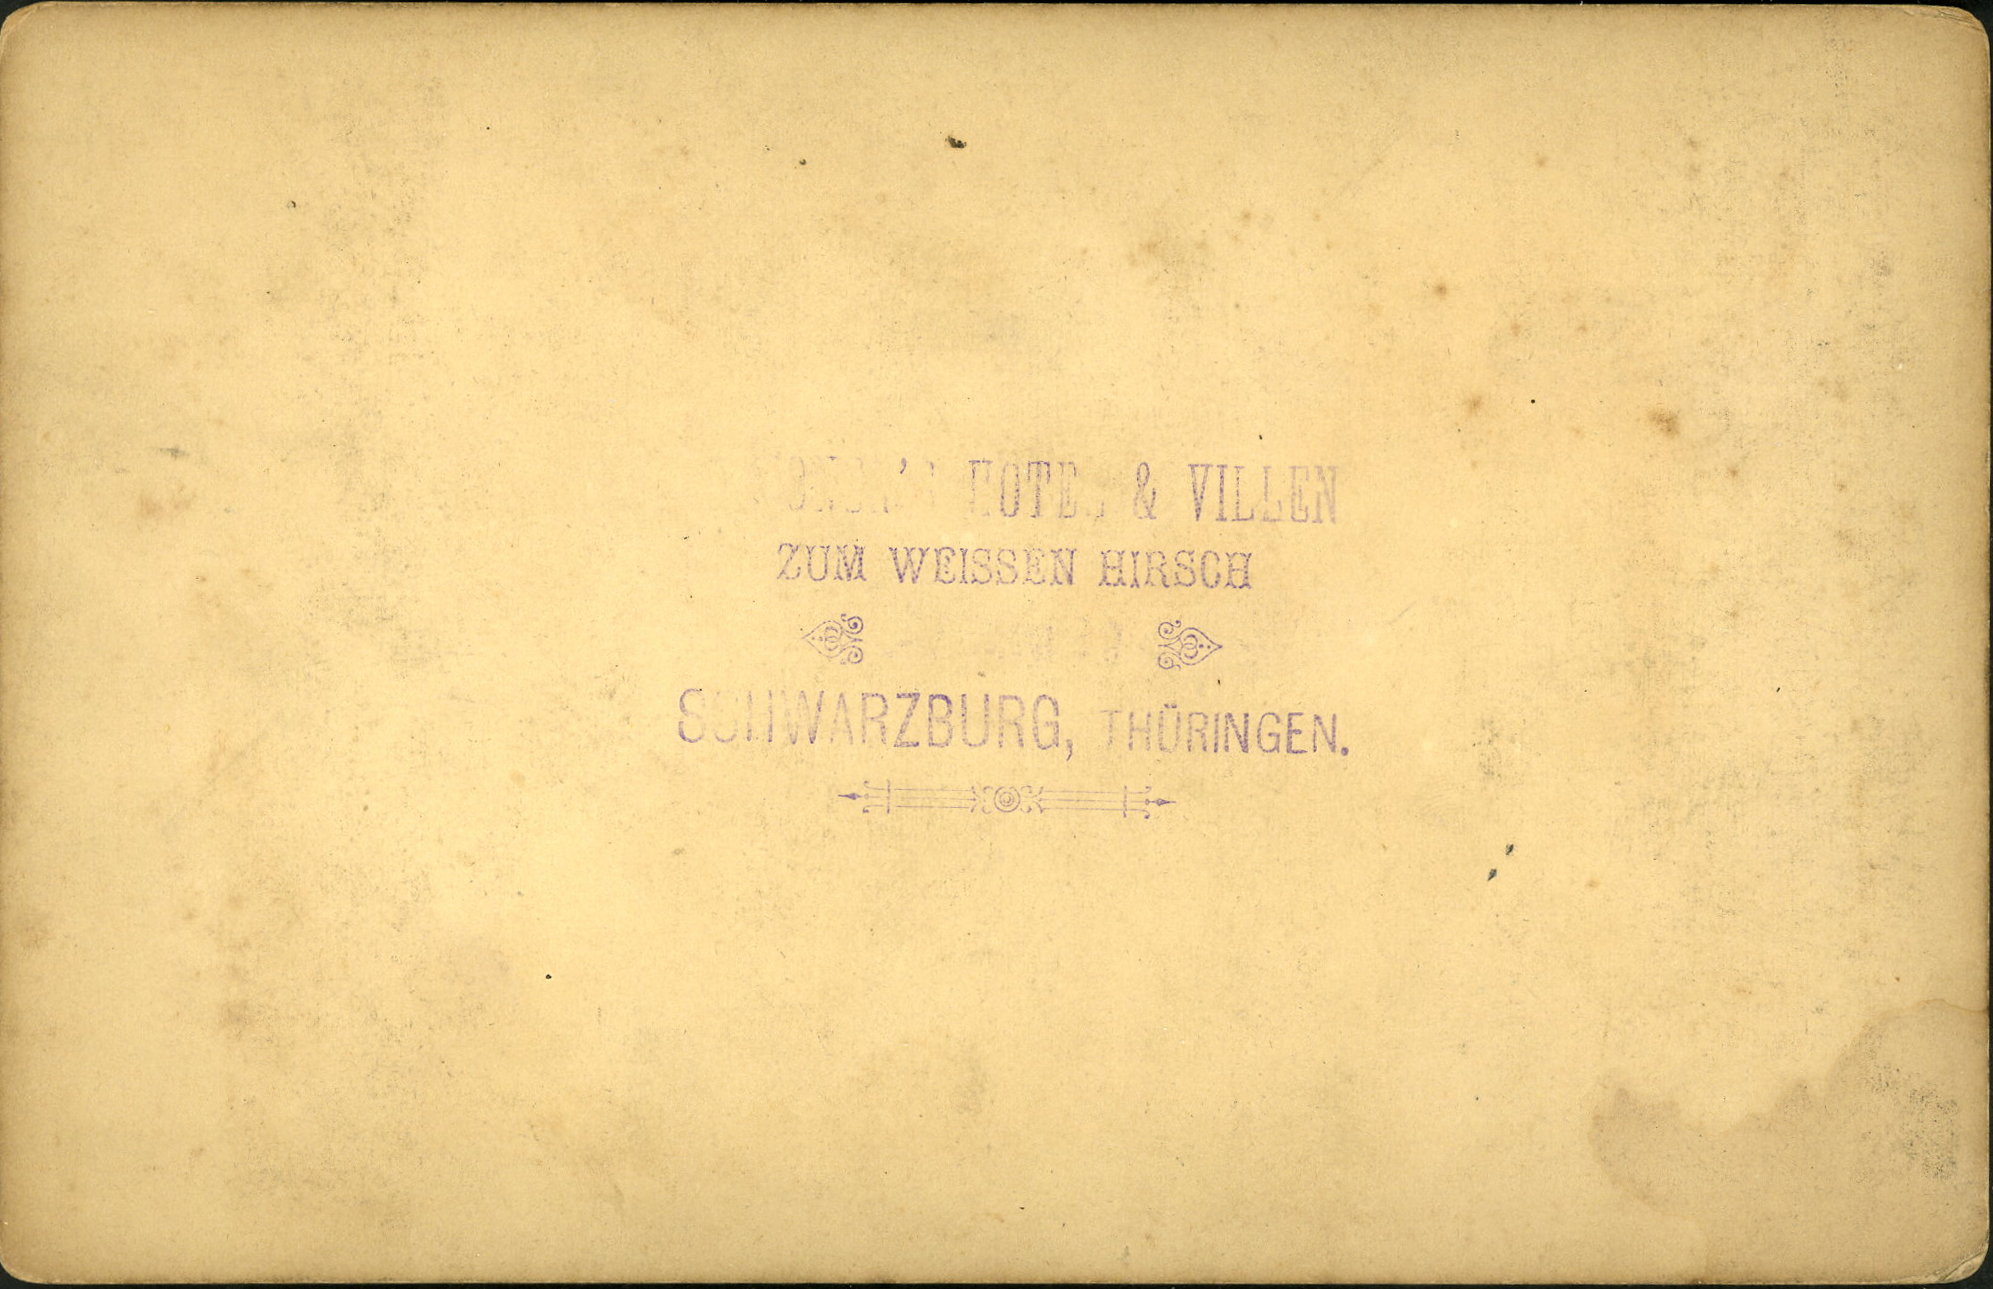 HOTEL & VILLEN
ZUM WEISSEN HIRSCH
SCHWARZBURG, THÜRINGEN.